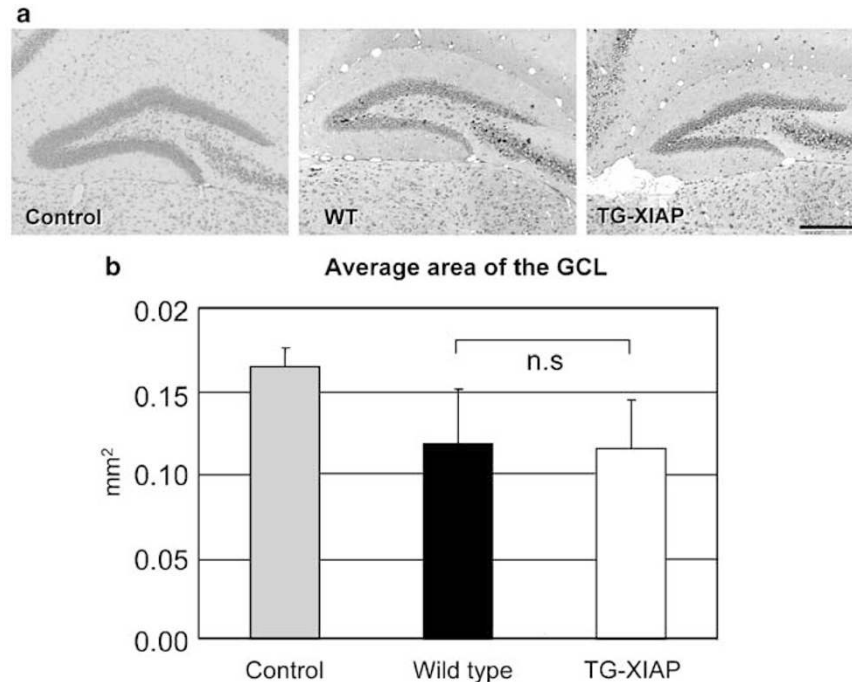 a
Control
WT
TG-XIAP
b
Average area of the GCL
0.02
0.15
0.10
0.05
0.00
mm²
n.s
Control
Wild type
TG-XIAP